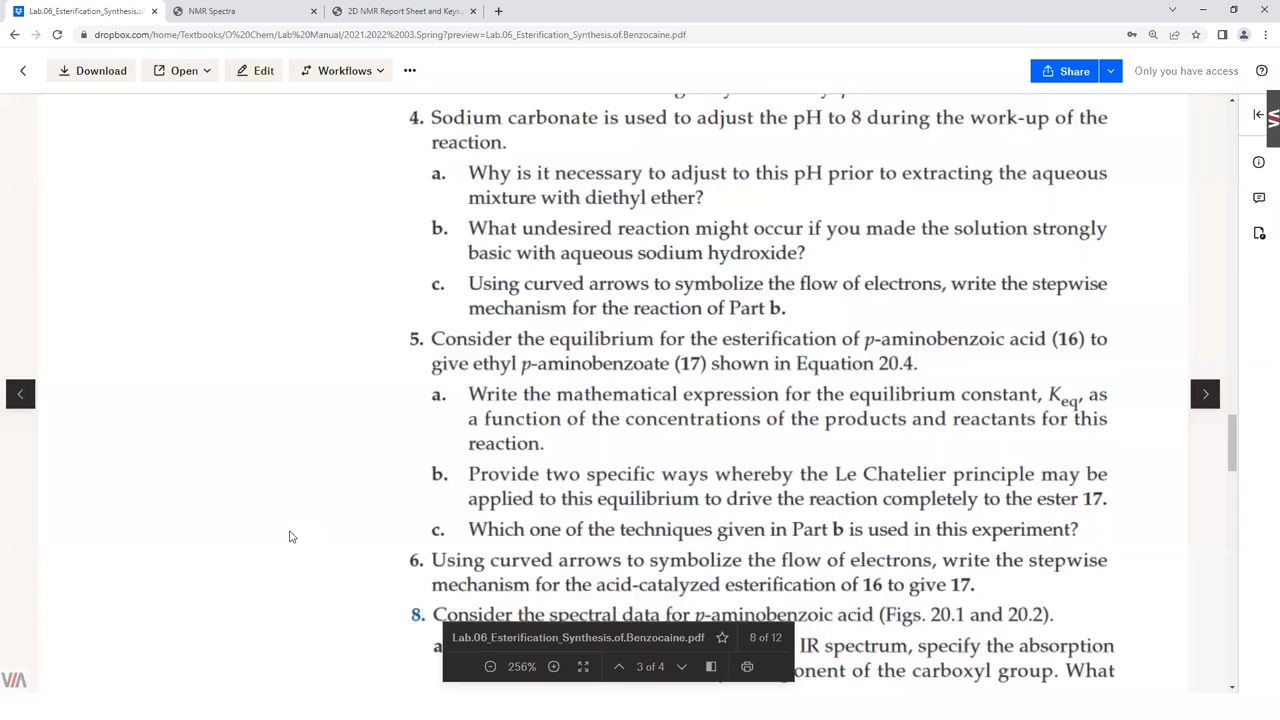 Lab.06_Esterification_Synthesis.o
NMR Spectra
2D NMR Report Sheet and Keys.
dropbox.com/home/Textbooks/O%20Chem/Lab%20Manual/2021.2022%2003.Spring?preview=Lab.06_Esterification_Synthesis.of.Benzocaine.pdf
Download
Open
Edit
Workflows
Share
Only you have access
4. Sodium carbonate is used to adjust the pH to 8 during the work-up of the
reaction.
a. Why is it necessary to adjust to this pH prior to extracting the aqueous
mixture with diethyl ether?
b. What undesired reaction might occur if you made the solution strongly
basic with aqueous sodium hydroxide?
c. Using curved arrows to symbolize the flow of electrons, write the stepwise
mechanism for the reaction of Part b.
5. Consider the equilibrium for the esterification of p-aminobenzoic acid (16) to
give ethyl p-aminobenzoate (17) shown in Equation 20.4.
a. Write the mathematical expression for the equilibrium constant, Keq, as
a function of the concentrations of the products and reactants for this
reaction.
b. Provide two specific ways whereby the Le Chatelier principle may be
applied to this equilibrium to drive the reaction completely to the ester 17.
c. Which one of the techniques given in Part b is used in this experiment?
6. Using curved arrows to symbolize the flow of electrons, write the stepwise
mechanism for the acid-catalyzed esterification of 16 to give 17.
8. Consider the spectral data for p-aminobenzoic acid (Figs. 20.1 and 20.2).
a IR spectrum, specify the absorption
onent of the carboxyl group. What
Lab.06_Esterification_Synthesis.of.Benzocaine.pdf
8 of 12
256%
3 of 4
VIA